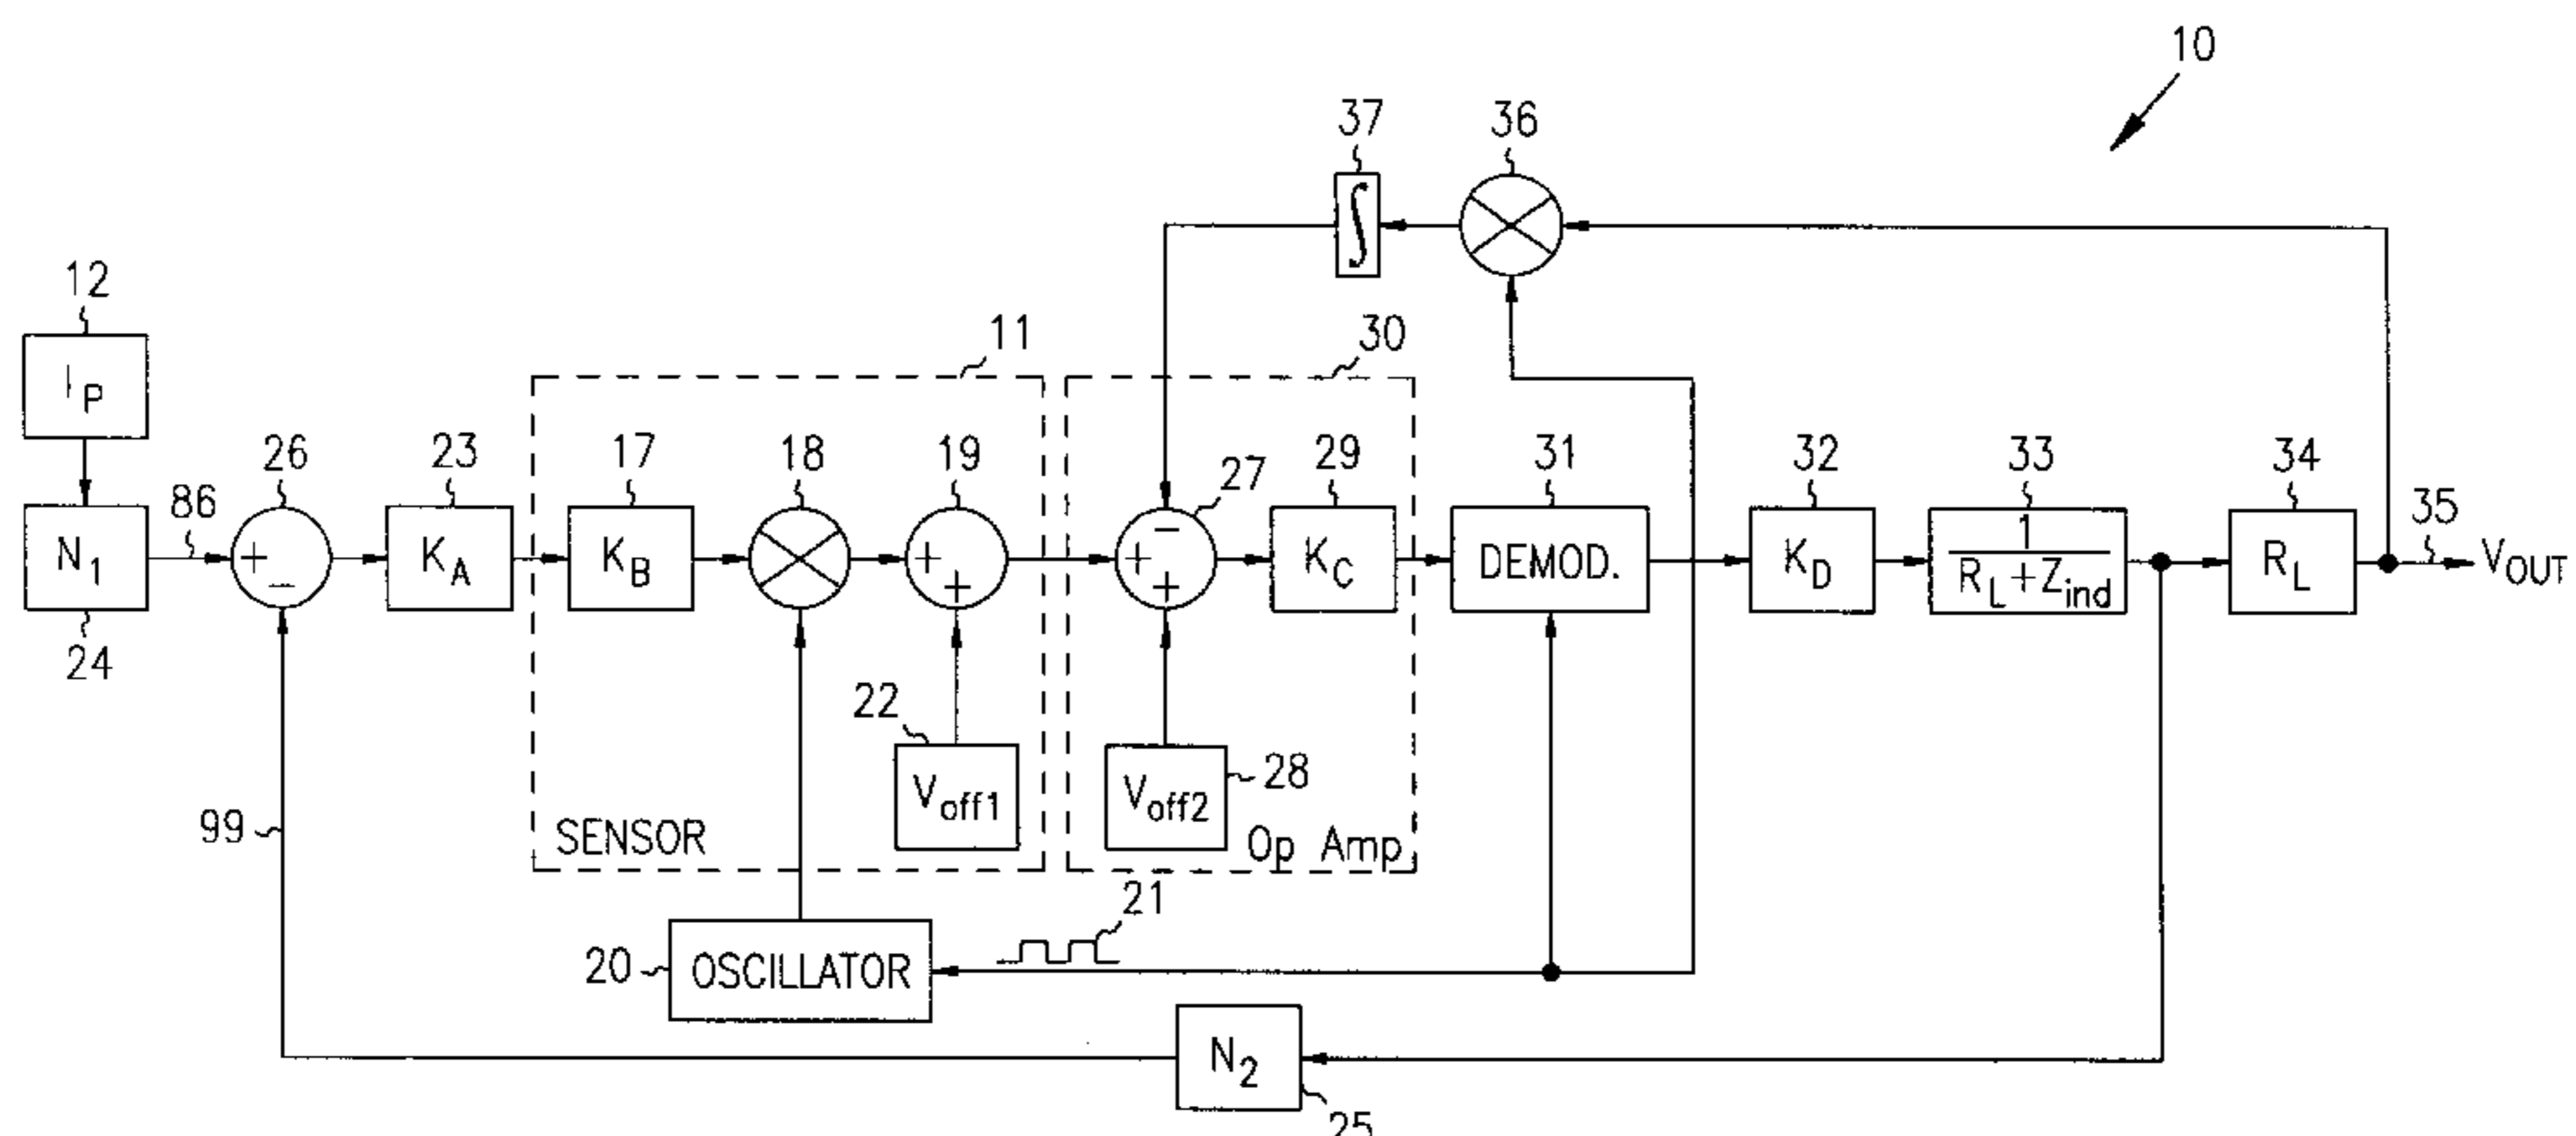 10
37
36
12
I_P
11
30
26
23
17
18
19
27
29
31
32
33
34
35
86
N_1
+
−
K_A
K_B
+
+
−
+
+
K_C
DEMOD.
K_D
1
R_L+Z_ind
R_L
V_OUT
24
22
V_off1
V_off2
28
99
SENSOR
Op Amp
21
20
OSCILLATOR
N_2
25